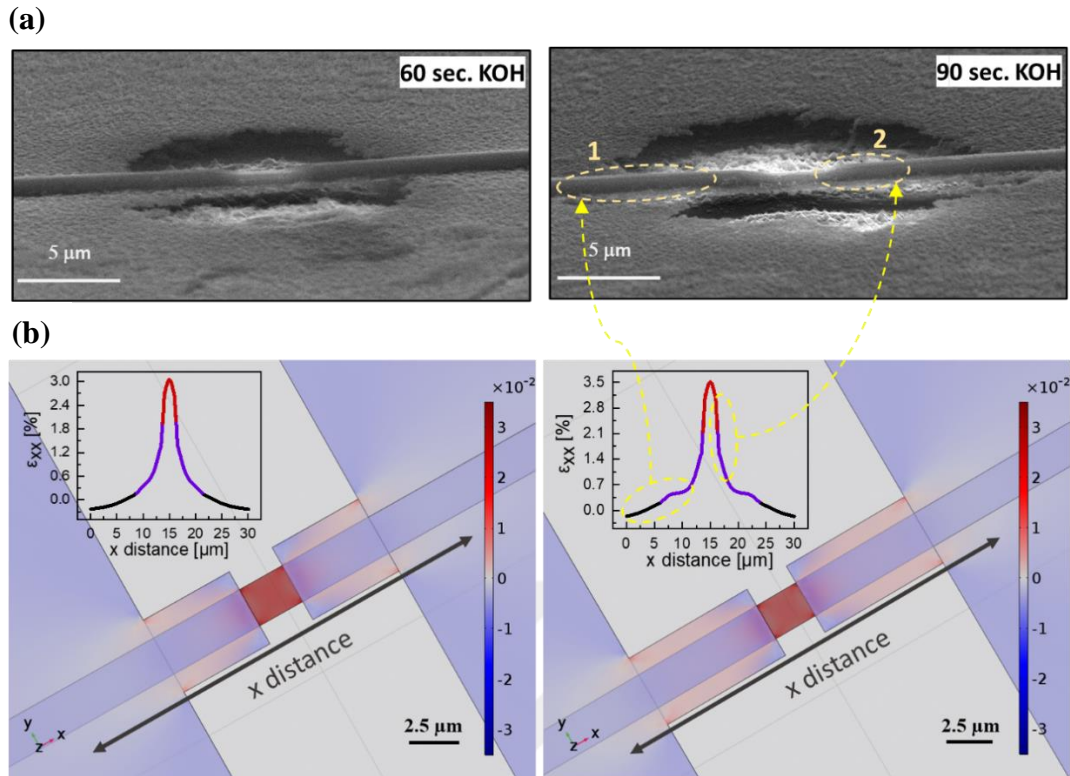 (a)
60 sec. KOH
5 µm
90 sec. KOH
1
2
5 µm
(b)
3.0
2.4
1.8
1.2
0.6
0.0
εxx [%]
0 5 10 15 20 25 30
x distance [µm]
×10-2
3
2
1
0
-1
-2
-3
x distance
y
z
x
2.5 µm
3.5
2.8
2.1
1.4
0.7
0.0
εxx [%]
0 5 10 15 20 25 30
x distance [µm]
×10-2
3
2
1
0
-1
-2
-3
x distance
y
z
x
2.5 µm